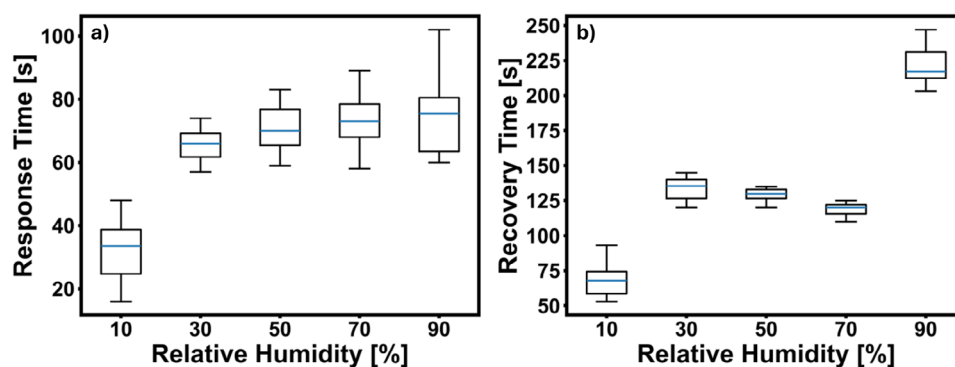 a)
Response Time [s]
100
80
60
40
20
10 30 50 70 90
Relative Humidity [%]
b)
Recovery Time [s]
250
225
200
175
150
125
100
75
50
10 30 50 70 90
Relative Humidity [%]